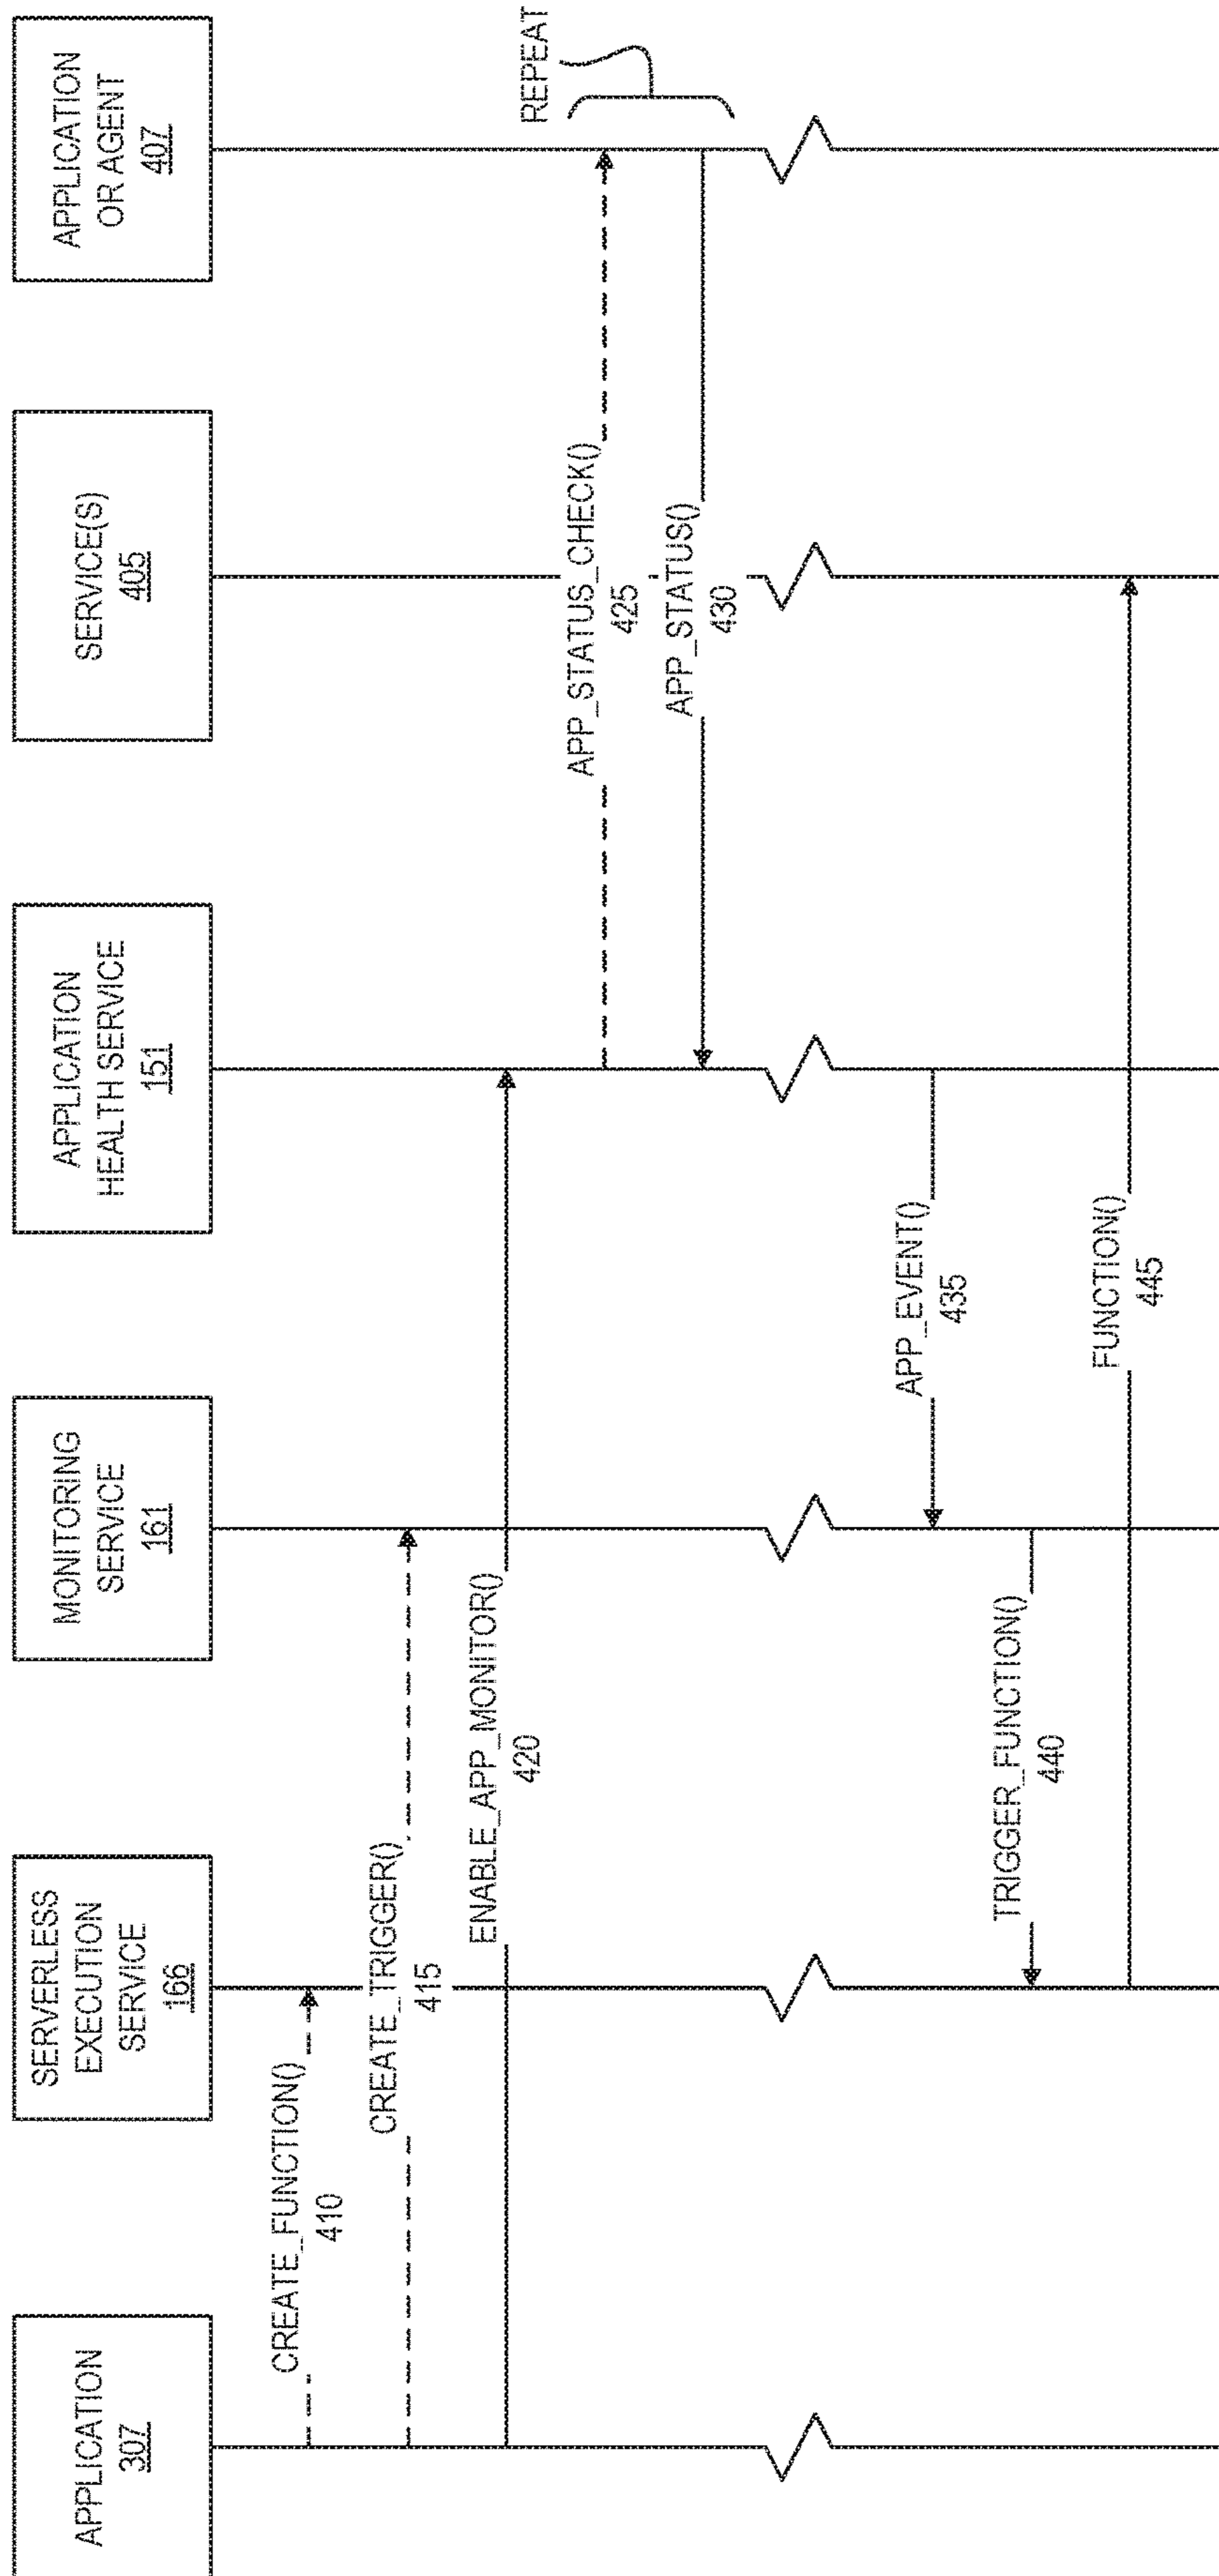 APPLICATION
307
SERVERLESS
EXECUTION
SERVICE
166
MONITORING
SERVICE
161
APPLICATION
HEALTH SERVICE
151
SERVICE(S)
405
APPLICATION
OR AGENT
407
CREATE_FUNCTION()
410
CREATE_TRIGGER()
415
ENABLE_APP_MONITOR()
420
REPEAT
APP_STATUS_CHECK()
425
APP_STATUS()
430
APP_EVENT()
435
TRIGGER_FUNCTION()
440
FUNCTION()
445